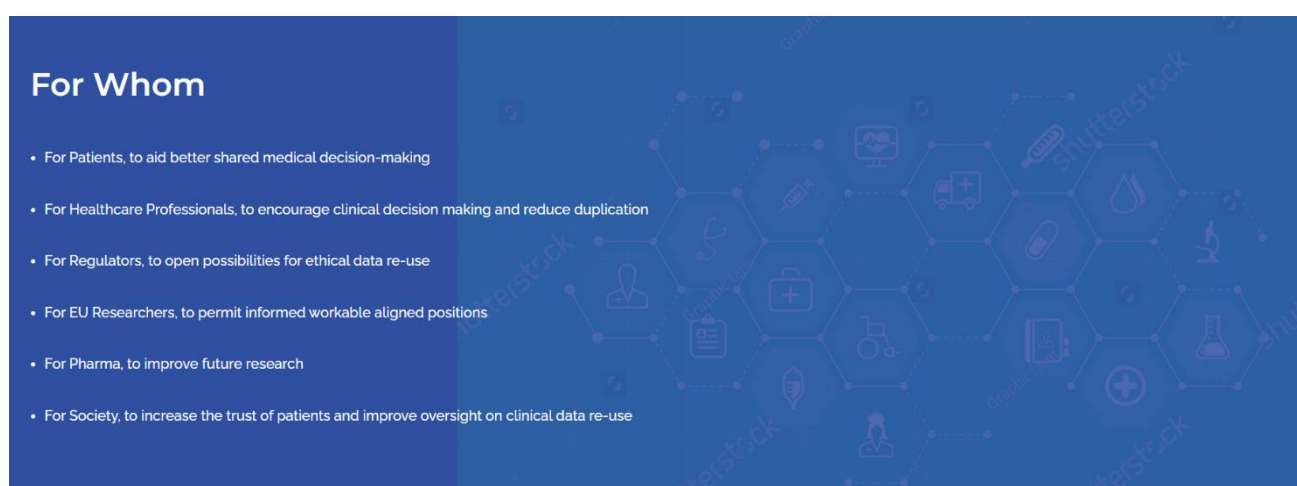 For Whom
• For Patients, to aid better shared medical decision-making
• For Healthcare Professionals, to encourage clinical decision making and reduce duplication
• For Regulators, to open possibilities for ethical data re-use
• For EU Researchers, to permit informed workable aligned positions
• For Pharma, to improve future research
• For Society, to increase the trust of patients and improve oversight on clinical data re-use
shutterstock